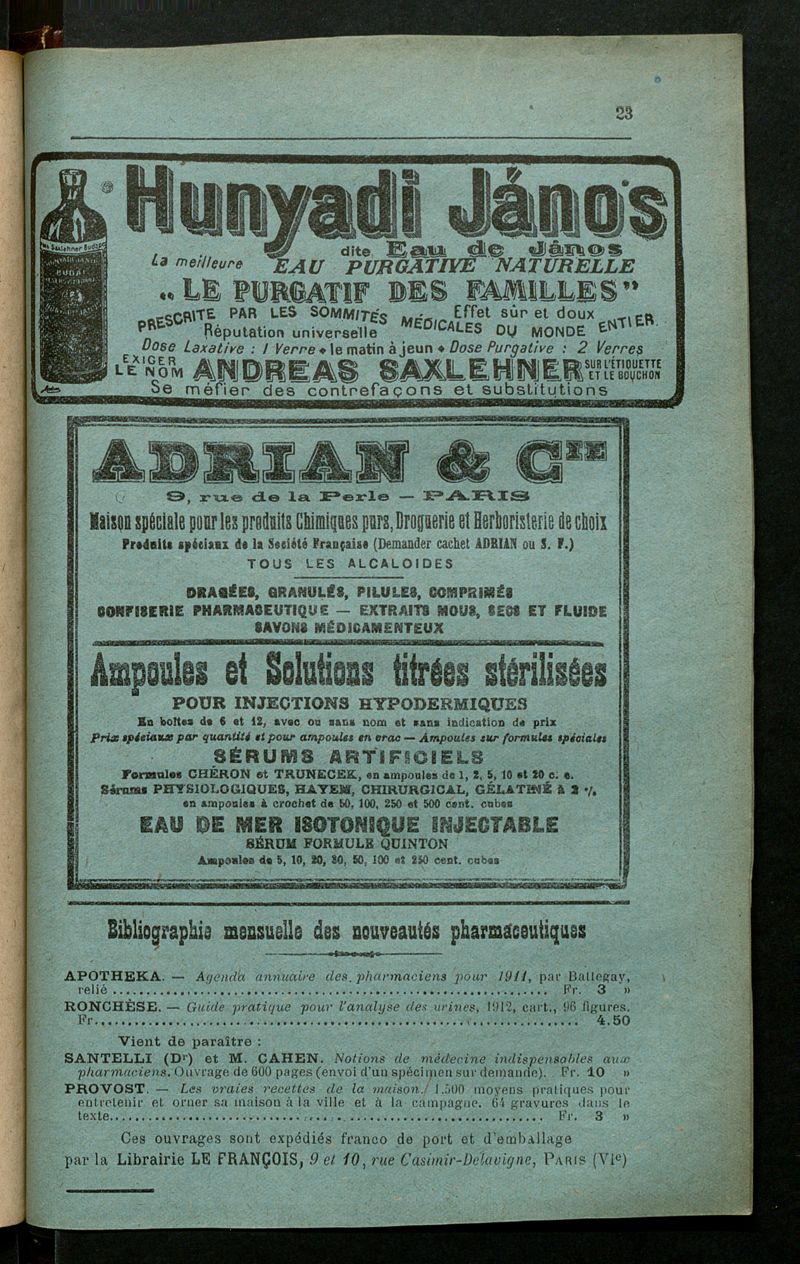 23
Hunyadi János
dite Eau de János
La meilleure EAU PURGATIVE NATURELLE
“ LE PURGATIF DES FAMILLES ”
PRESCRITE PAR LES SOMMITÉS MÉDICALES DU MONDE ENTIER.
Effet sûr et doux
Réputation universelle
Dose Laxative : 1 Verre le matin à jeun Dose Purgative : 2 Verres
EXIGER LE NOM ANDREAS SAXLEHNER SUR L'ÉTIQUETTE ET LE BOUCHON
Se méfier des contrefaçons et substitutions
Saxlehner Budap
ADRIAN & CIE
9, rue de la Perle — PARIS
Maison spéciale pour les produits Chimiques purs, Droguerie et Herboristerie de choix
Produits spéciaux de la Société Française (Demander cachet ADRIAN ou S. F.)
TOUS LES ALCALOIDES
DRAGÉES, GRANULÉS, PILULES, COMPRIMÉS
CONFISERIE PHARMACEUTIQUE — EXTRAITS MOUS, SECS ET FLUIDE
SAVONS MÉDICAMENTEUX
Ampoules et Solutions titrées stérilisées
POUR INJECTIONS HYPODERMIQUES
En boîtes de 6 et 12, avec ou sans nom et sans indication de prix
Prix spéciaux par quantité et pour ampoules en vrac — Ampoules sur formules spéciales
SÉRUMS ARTIFICIELS
Formules CHÉRON et TRUNECEK, en ampoules de 1, 2, 5, 10 et 20 c. c.
Sérums PHYSIOLOGIQUES, HAYEM, CHIRURGICAL, GÉLATINÉ à 2 %
en ampoules à crochet de 50, 100, 250 et 500 cent. cubes
EAU DE MER ISOTONIQUE INJECTABLE
SÉRUM FORMULE QUINTON
Ampoules de 5, 10, 20, 30, 50, 100 et 250 cent. cubes
Bibliographie mensuelle des nouveautés pharmaceutiques
APOTHEKA. — Agenda annuaire des pharmaciens pour 1911, par Ballegay,
relié ........ Fr. 3 »
RONCHÈSE. — Guide pratique pour l'analyse des urines, 1912, cart., 96 figures.
Fr. ........ 4.50
Vient de paraître :
SANTELLI (Dr) et M. CAHEN. Notions de médecine indispensables aux
pharmaciens. Ouvrage de 600 pages (envoi d'un spécimen sur demande). Fr. 10 »
PROVOST. — Les vraies recettes de la maison. 1.500 moyens pratiques pour
entretenir et orner sa maison à la ville et à la campagne. 64 gravures dans le
texte ........ Fr. 3 »
Ces ouvrages sont expédiés franco de port et d'emballage
par la Librairie LE FRANÇOIS, 9 et 10, rue Casimir-Delavigne, PARIS (VIe)